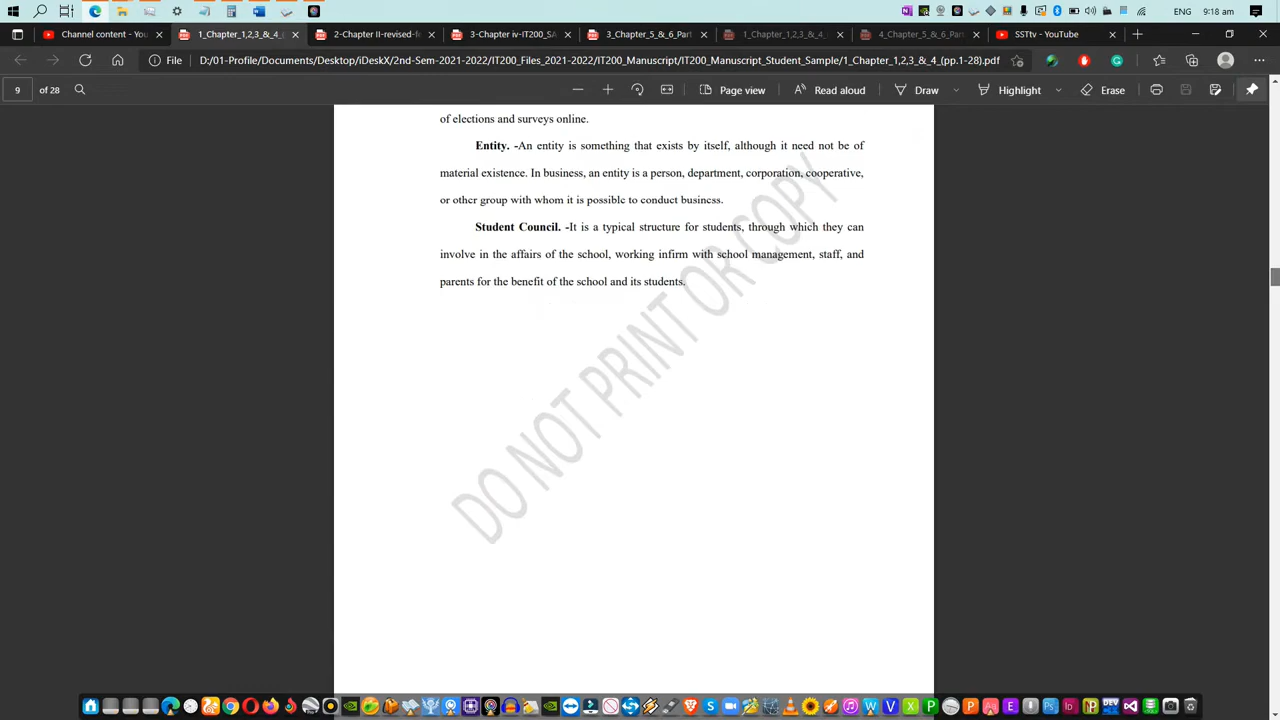 ENG 9:18 am
Channel content - You
1_Chapter_1,2,3_&_4_(
2-Chapter II-revised-fe
3-Chapter iv-IT200_SA
3_Chapter_5_&_6_Part
1_Chapter_1,2,3_&_4_
4_Chapter_5_&_6_Part
SSTtv - YouTube
File D:/01-Profile/Documents/Desktop/iDeskX/2nd-Sem-2021-2022/IT200_Files_2021-2022/IT200_Manuscript/IT200_Manuscript_Student_Sample/1_Chapter_1,2,3_&_4_(pp.1-28).pdf
9 of 28 Page view Read aloud Draw Highlight Erase
of elections and surveys online.
Entity. -An entity is something that exists by itself, although it need not be of
material existence. In business, an entity is a person, department, corporation, cooperative,
or other group with whom it is possible to conduct business.
Student Council. -It is a typical structure for students, through which they can
involve in the affairs of the school, working infirm with school management, staff, and
parents for the benefit of the school and its students.
DO NOT PRINT OR COPY